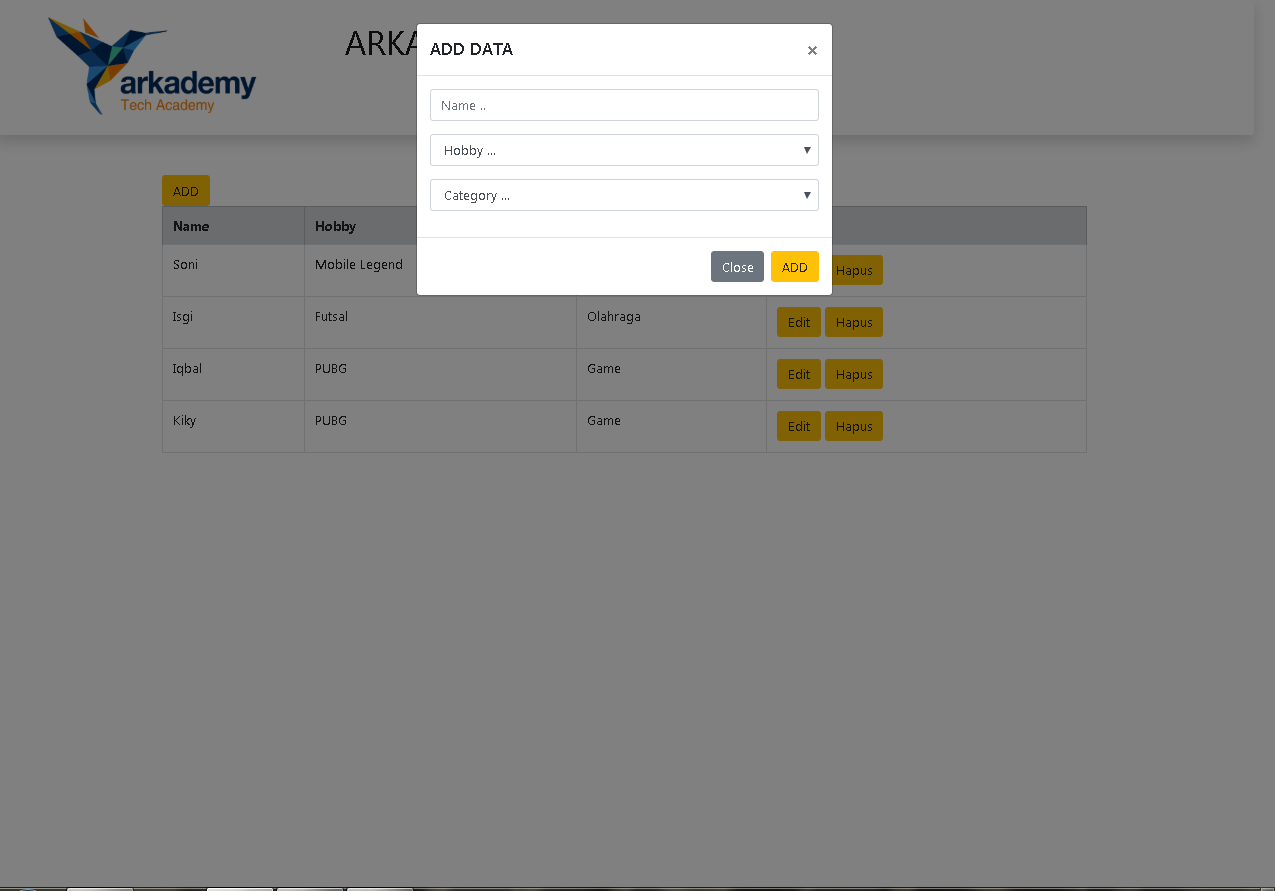 arkademy
Tech Academy
ADD DATA ×
Name ..
Hobby ...
Category ...
Close ADD
ADD
Name Hobby
Soni Mobile Legend Hapus
Isgi Futsal Olahraga Edit Hapus
Iqbal PUBG Game Edit Hapus
Kiky PUBG Game Edit Hapus